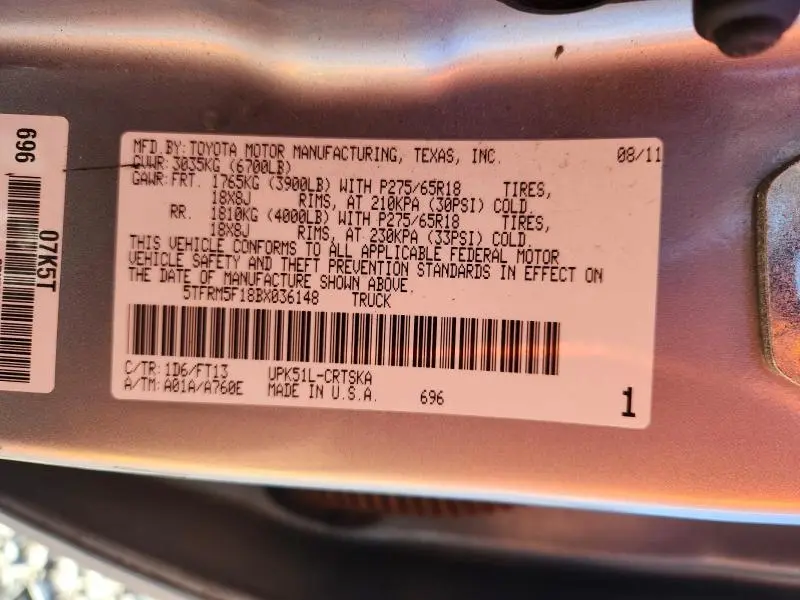 MFD.BY:TOYOTA MOTOR MANUFACTURING, TEXAS, INC. 08/11
GVWR:3035KG (6700LB)
GAWR:FRT. 1765KG (3900LB) WITH P275/65R18 TIRES,
18X8J RIMS, AT 210KPA (30PSI) COLD.
RR. 1810KG (4000LB) WITH P275/65R18 TIRES,
18X8J RIMS, AT 230KPA (33PSI) COLD.
THIS VEHICLE CONFORMS TO ALL APPLICABLE FEDERAL MOTOR
VEHICLE SAFETY AND THEFT PREVENTION STANDARDS IN EFFECT ON
THE DATE OF MANUFACTURE SHOWN ABOVE.
5TFRM5F18BX036148 TRUCK
C/TR:1D6/FT13 UPK51L-CRTSKA
A/TM:A01A/A760E MADE IN U.S.A. 696
1
696
07K5T